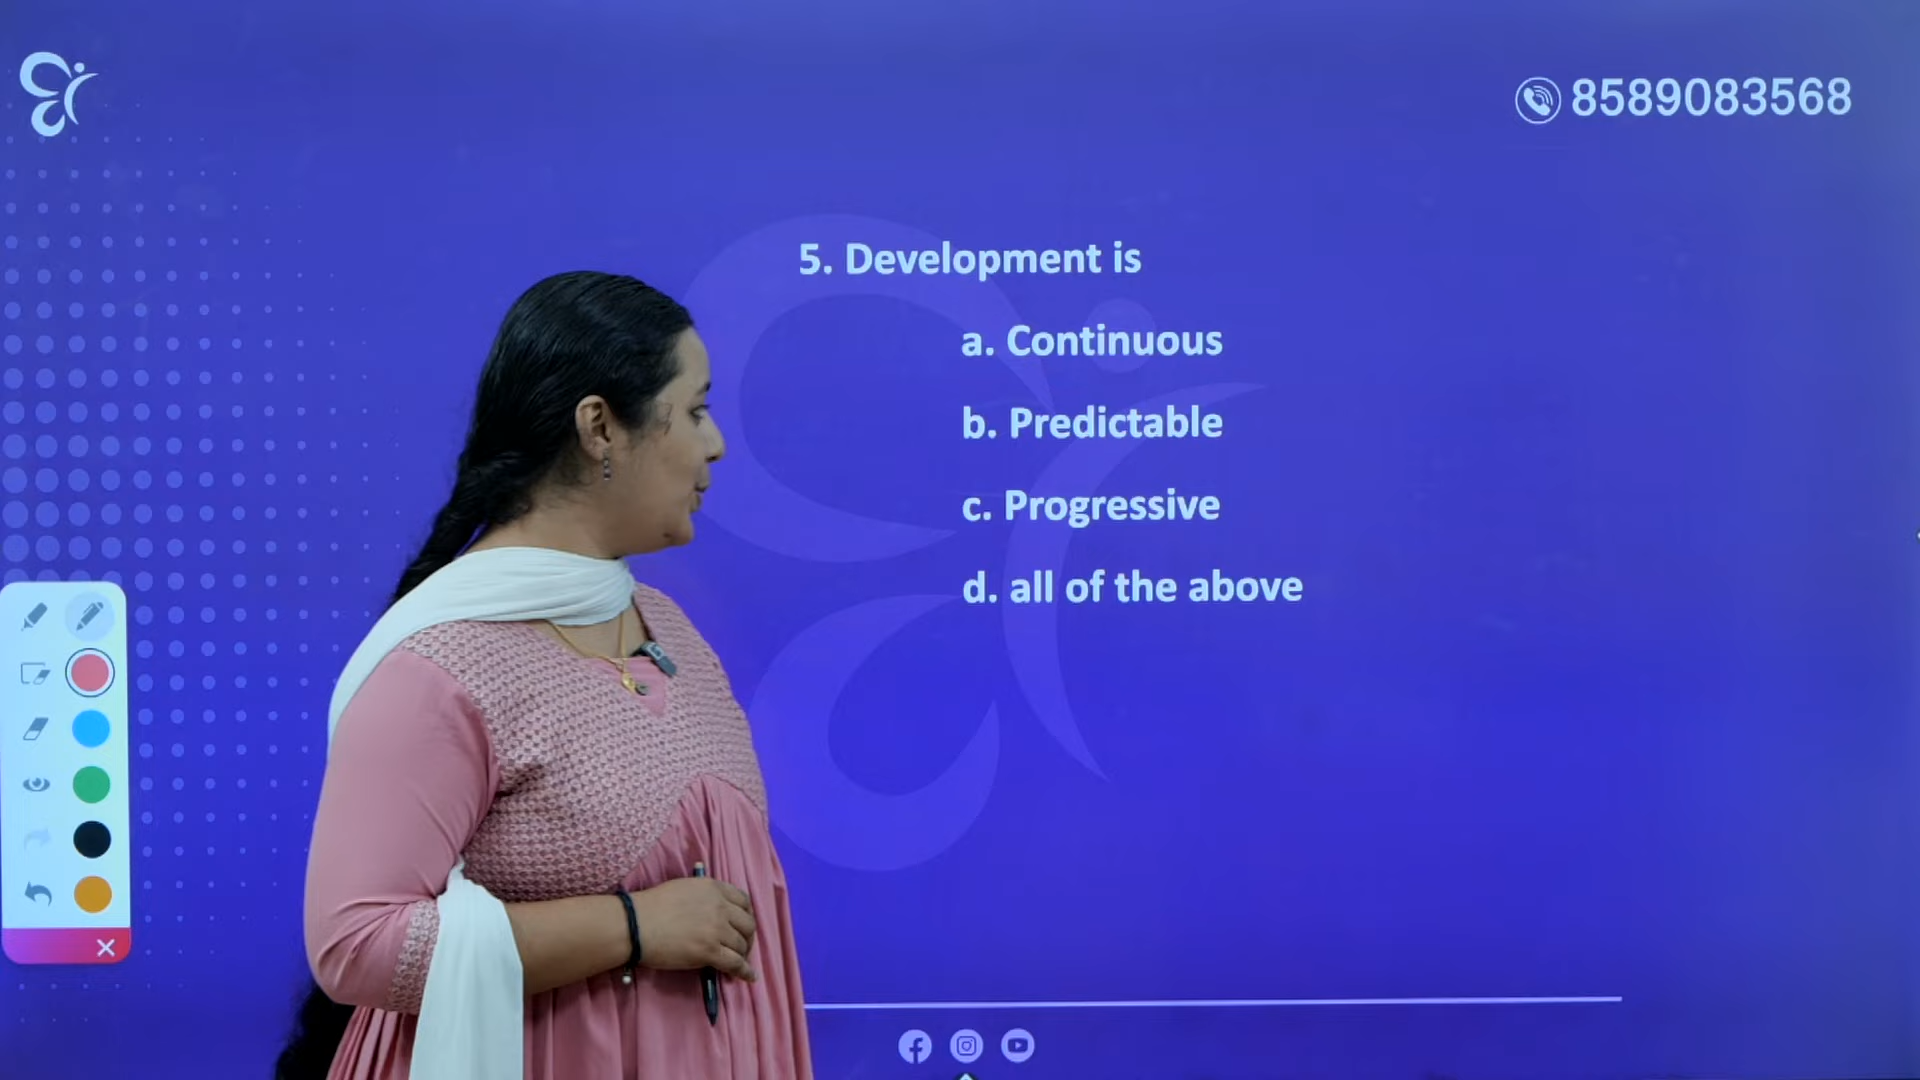 8589083568
5. Development is
a. Continuous
b. Predictable
c. Progressive
d. all of the above